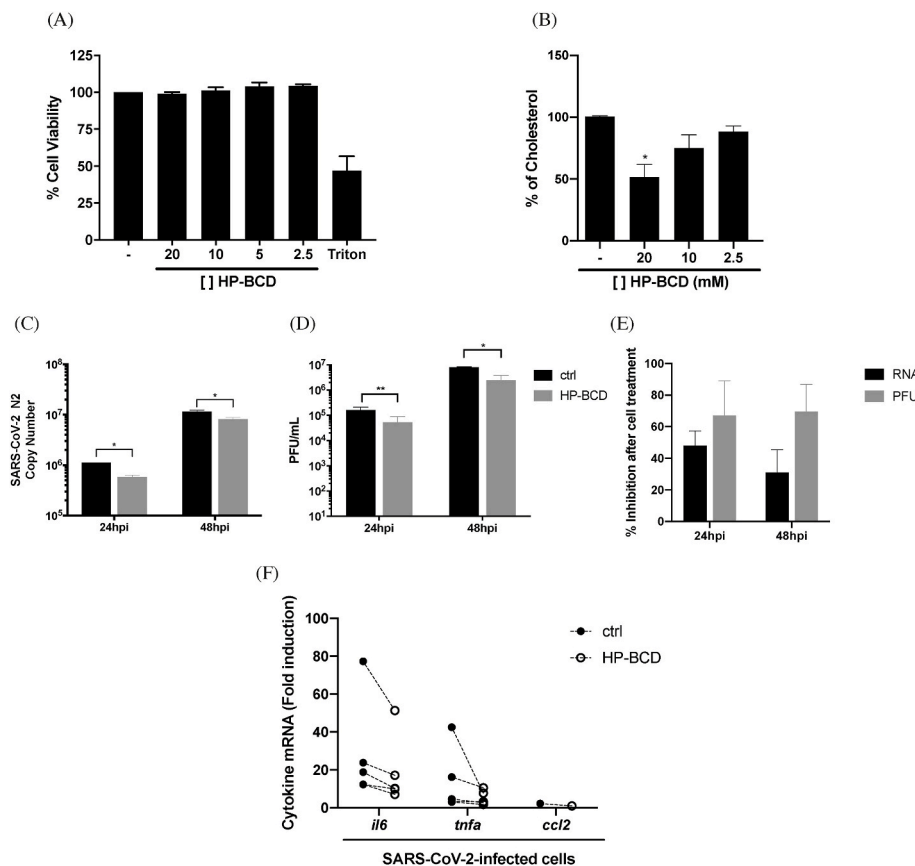 (A)
125
100
75
50
25
0
% Cell Viability
-
20
10
5
2.5
Triton
[ ] HP-BCD
(B)
150
100
50
0
% of Cholesterol
*
-
20
10
2.5
[ ] HP-BCD (mM)
(C)
10⁸
10⁷
10⁶
10⁵
SARS-CoV-2 N2
Copy Number
*
*
24hpi
48hpi
(D)
10⁷
10⁶
10⁵
10⁴
10³
10²
10¹
PFU/mL
**
*
24hpi
48hpi
ctrl
HP-BCD
(E)
100
80
60
40
20
0
% Inhibition after cell treatment
24hpi
48hpi
RNA
PFU
(F)
100
80
60
40
20
0
Cytokine mRNA (Fold induction)
ctrl
HP-BCD
il6
tnfa
ccl2
SARS-CoV-2-infected cells